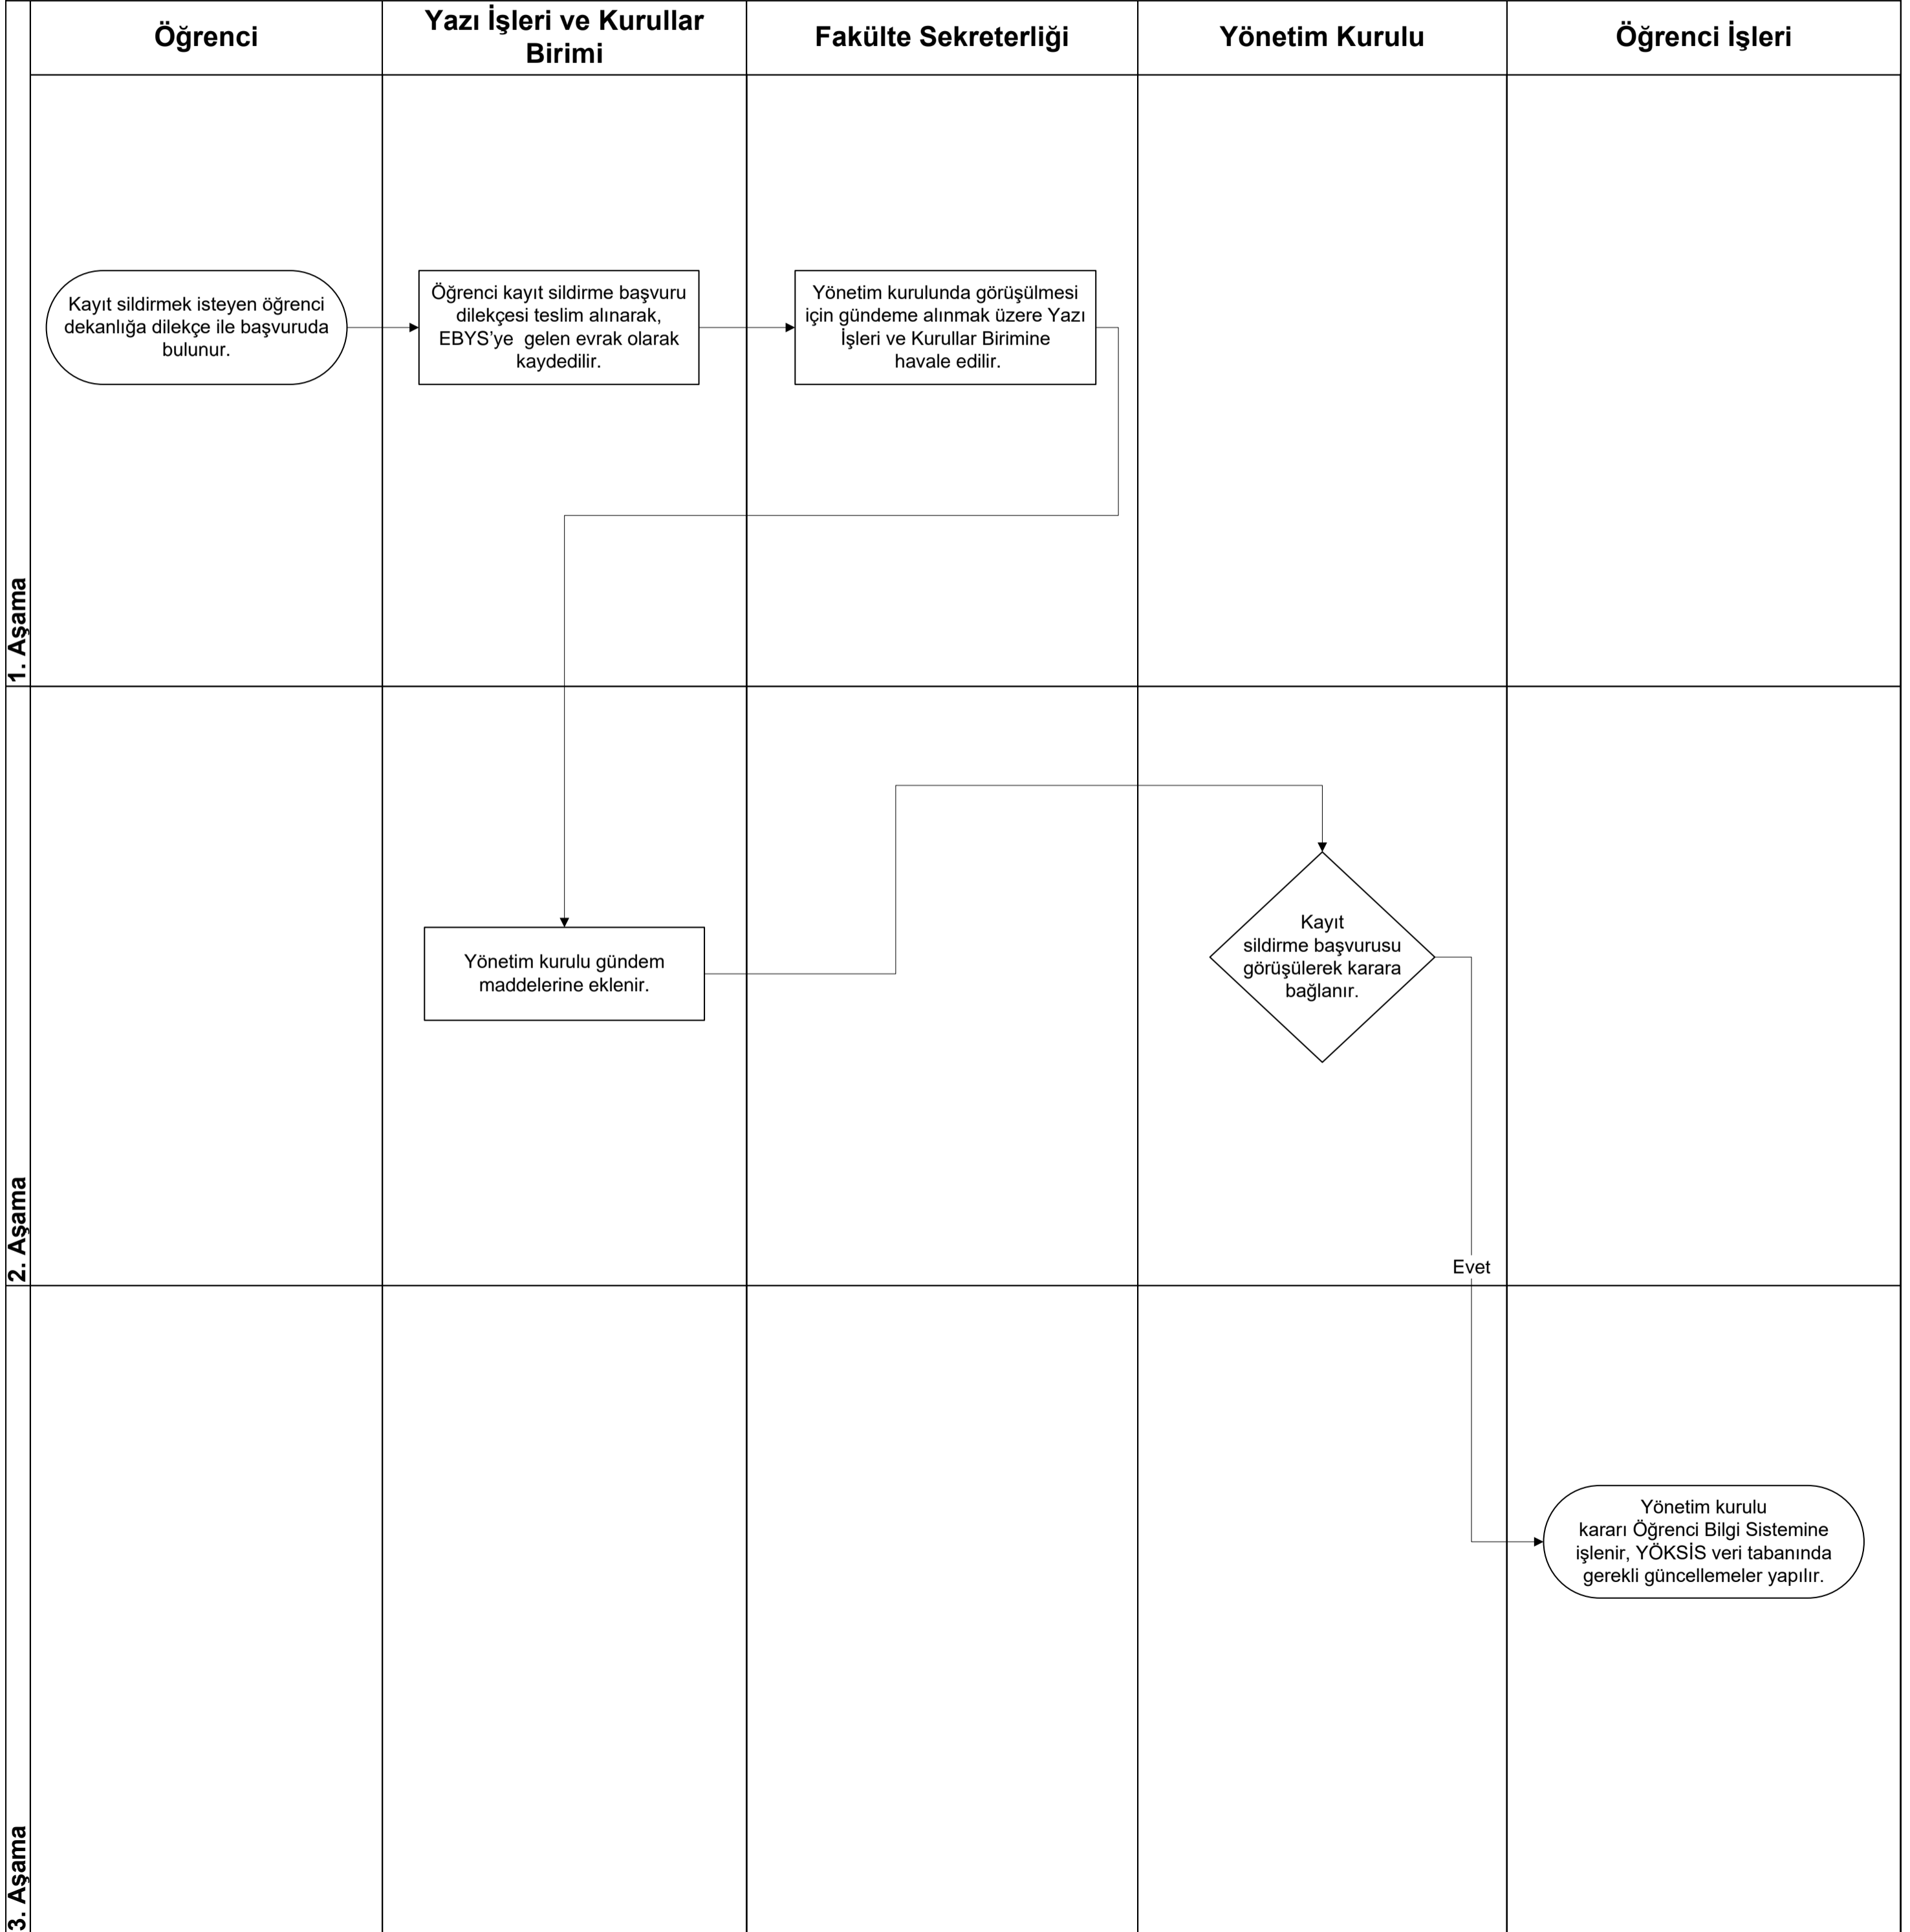 Öğrenci
Yazı İşleri ve Kurullar
Birimi
Fakülte Sekreterliği
Yönetim Kurulu
Öğrenci İşleri
1. Aşama
Kayıt sildirmek isteyen öğrenci
dekanlığa dilekçe ile başvuruda
bulunur.
Öğrenci kayıt sildirme başvuru
dilekçesi teslim alınarak,
EBYS’ye  gelen evrak olarak
kaydedilir.
Yönetim kurulunda görüşülmesi
için gündeme alınmak üzere Yazı
İşleri ve Kurullar Birimine
havale edilir.
2. Aşama
Yönetim kurulu gündem
maddelerine eklenir.
Kayıt
sildirme başvurusu
görüşülerek karara
bağlanır.
Evet
3. Aşama
Yönetim kurulu
kararı Öğrenci Bilgi Sistemine
işlenir, YÖKSİS veri tabanında
gerekli güncellemeler yapılır.